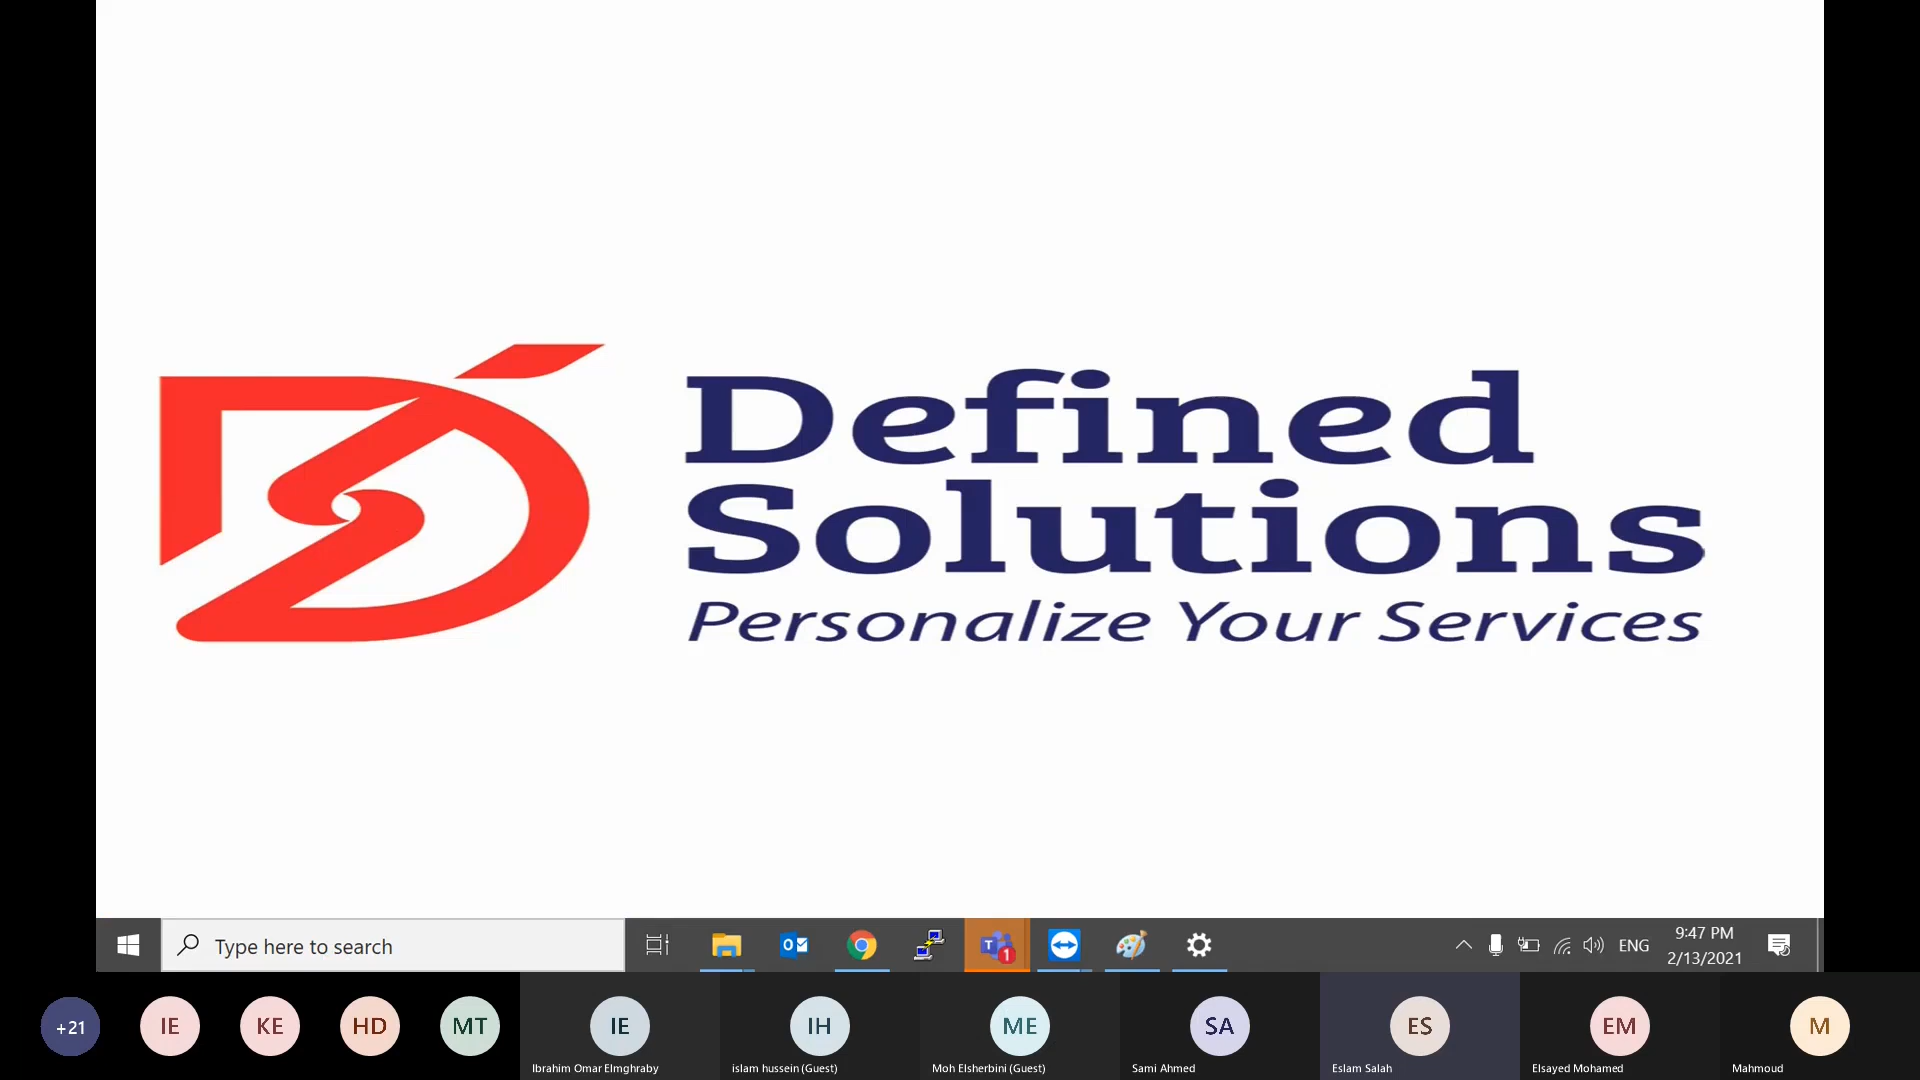 Defined
Solutions
Personalize Your Services
Type here to search
1
ENG
9:47 PM
2/13/2021
+21
IE
KE
HD
MT
IE
IH
ME
SA
ES
EM
M
Ibrahim Omar Elmghraby
islam hussein (Guest)
Moh Elsherbini (Guest)
Sami Ahmed
Eslam Salah
Elsayed Mohamed
Mahmoud